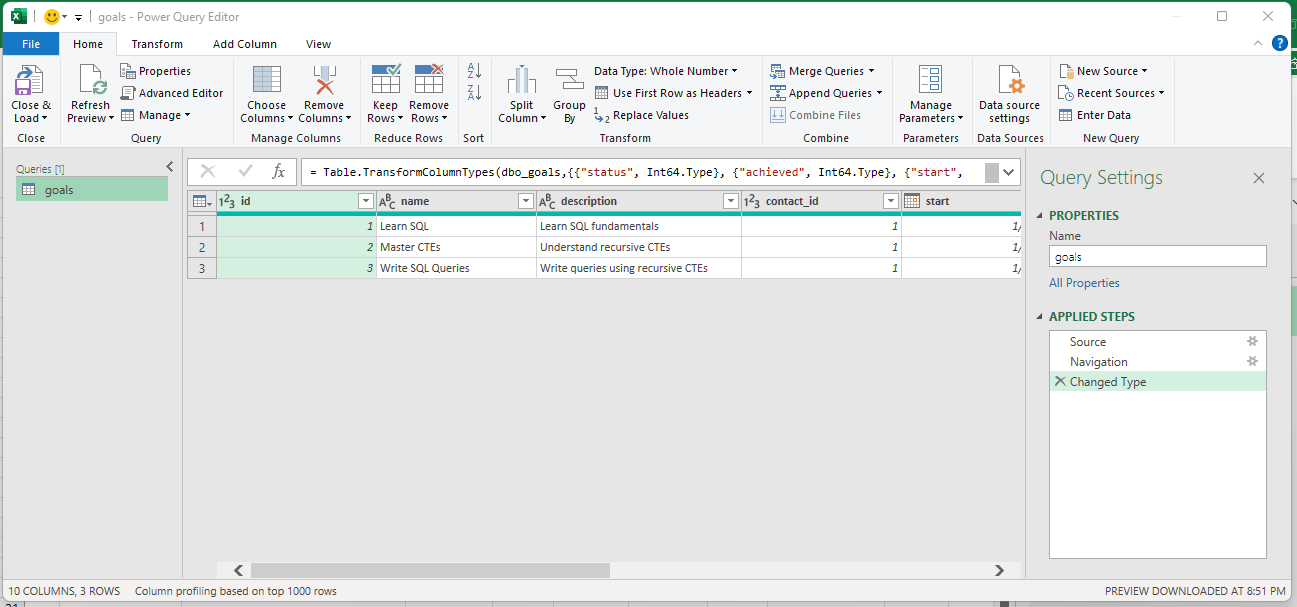 goals - Power Query Editor
File Home Transform Add Column View
Close & Load
Close
Refresh Preview
Properties
Advanced Editor
Manage
Query
Choose Columns
Remove Columns
Manage Columns
Keep Rows
Remove Rows
Reduce Rows
A Z
Z A
Sort
Split Column
Group By
Data Type: Whole Number
Use First Row as Headers
1 2 Replace Values
Transform
Merge Queries
Append Queries
Combine Files
Combine
Manage Parameters
Parameters
Data source settings
Data Sources
New Source
Recent Sources
Enter Data
New Query
Queries [1]
goals
fx = Table.TransformColumnTypes(dbo_goals,{{"status", Int64.Type}, {"achieved", Int64.Type}, {"start",
123 id ABC name ABC description 123 contact_id start
1 1 Learn SQL Learn SQL fundamentals 1 1/
2 2 Master CTEs Understand recursive CTEs 1 1/
3 3 Write SQL Queries Write queries using recursive CTEs 1 1/
Query Settings
PROPERTIES
Name
goals
All Properties
APPLIED STEPS
Source
Navigation
Changed Type
10 COLUMNS, 3 ROWS Column profiling based on top 1000 rows PREVIEW DOWNLOADED AT 8:51 PM